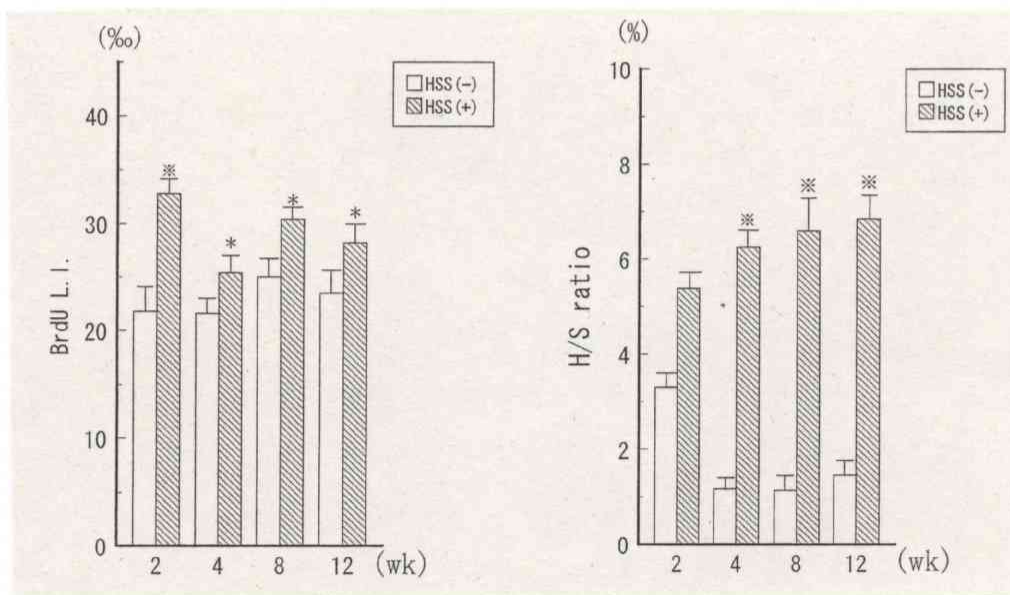 (‰)
HSS(-)
HSS(+)
40
30
20
10
0
BrdU L.I.
※
*
*
*
2 4 8 12 (wk)
(%)
HSS(-)
HSS(+)
10
8
6
4
2
0
H/S ratio
※
※
※
2 4 8 12 (wk)